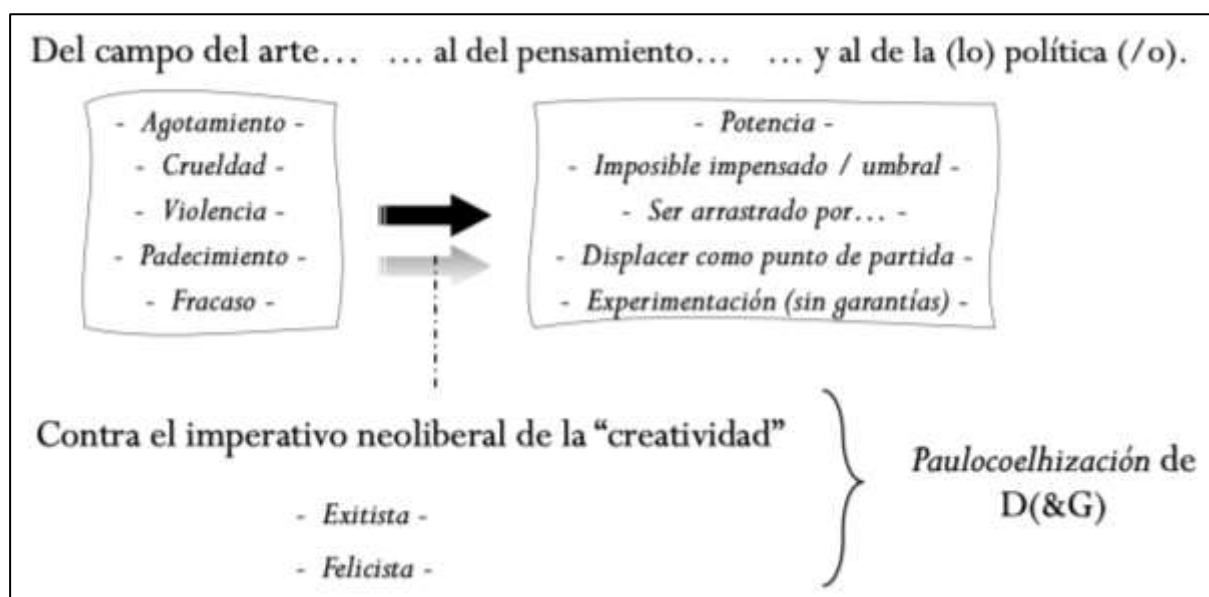 Del campo del arte… … al del pensamiento… … y al de la (lo) política (/o).
- Agotamiento -
- Crueldad -
- Violencia -
- Padecimiento -
- Fracaso -
- Potencia -
- Imposible impensado / umbral -
- Ser arrastrado por… -
- Displacer como punto de partida -
- Experimentación (sin garantías) -
Contra el imperativo neoliberal de la “creatividad”
- Exitista -
- Felicista -
Paulocoelhización de
D(&G)